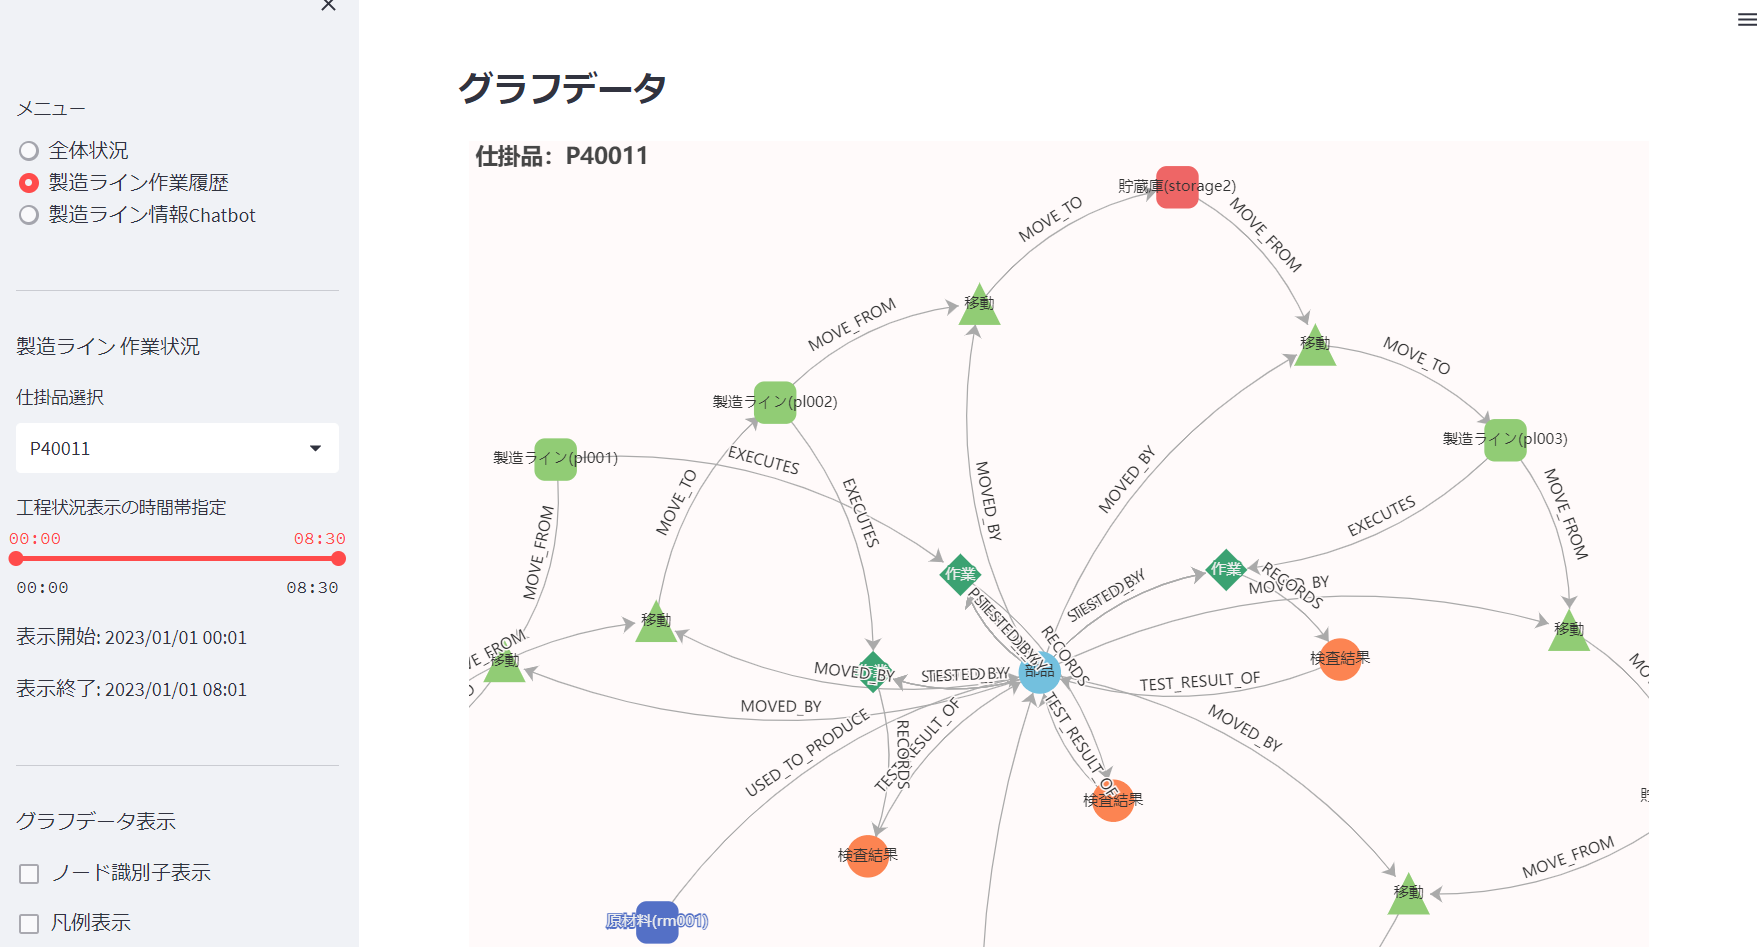 メニュー
全体状況
製造ライン作業履歴
製造ライン情報Chatbot
製造ライン 作業状況
仕掛品選択
P40011
工程状況表示の時間帯指定
00:00
08:30
00:00
08:30
表示開始: 2023/01/01 00:01
表示終了: 2023/01/01 08:01
グラフデータ表示
ノード識別子表示
凡例表示
グラフデータ
仕掛品：P40011
貯蔵庫(storage2)
MOVE_TO
MOVE_FROM
移動
MOVE_FROM
移動
MOVE_TO
製造ライン(pl002)
製造ライン(pl003)
製造ライン(pl001)
EXECUTES
MOVE_TO
EXECUTES
MOVED_BY
MOVED_BY
EXECUTES
MOVE_FROM
MOVE_FROM
作業
作業
RECORDS
MOVED_BY
TESTED_BY
TESTED_BY
移動
移動
移動
RECORDS
部品
検査結果
MOVED_BY
TESTED_BY
TEST_RESULT_OF
MOVED_BY
MOVED_BY
USED_TO_PRODUCE
RECORDS
TEST_RESULT_OF
TEST_RESULT_OF
検査結果
検査結果
MOVE_FROM
移動
原材料(rm001)